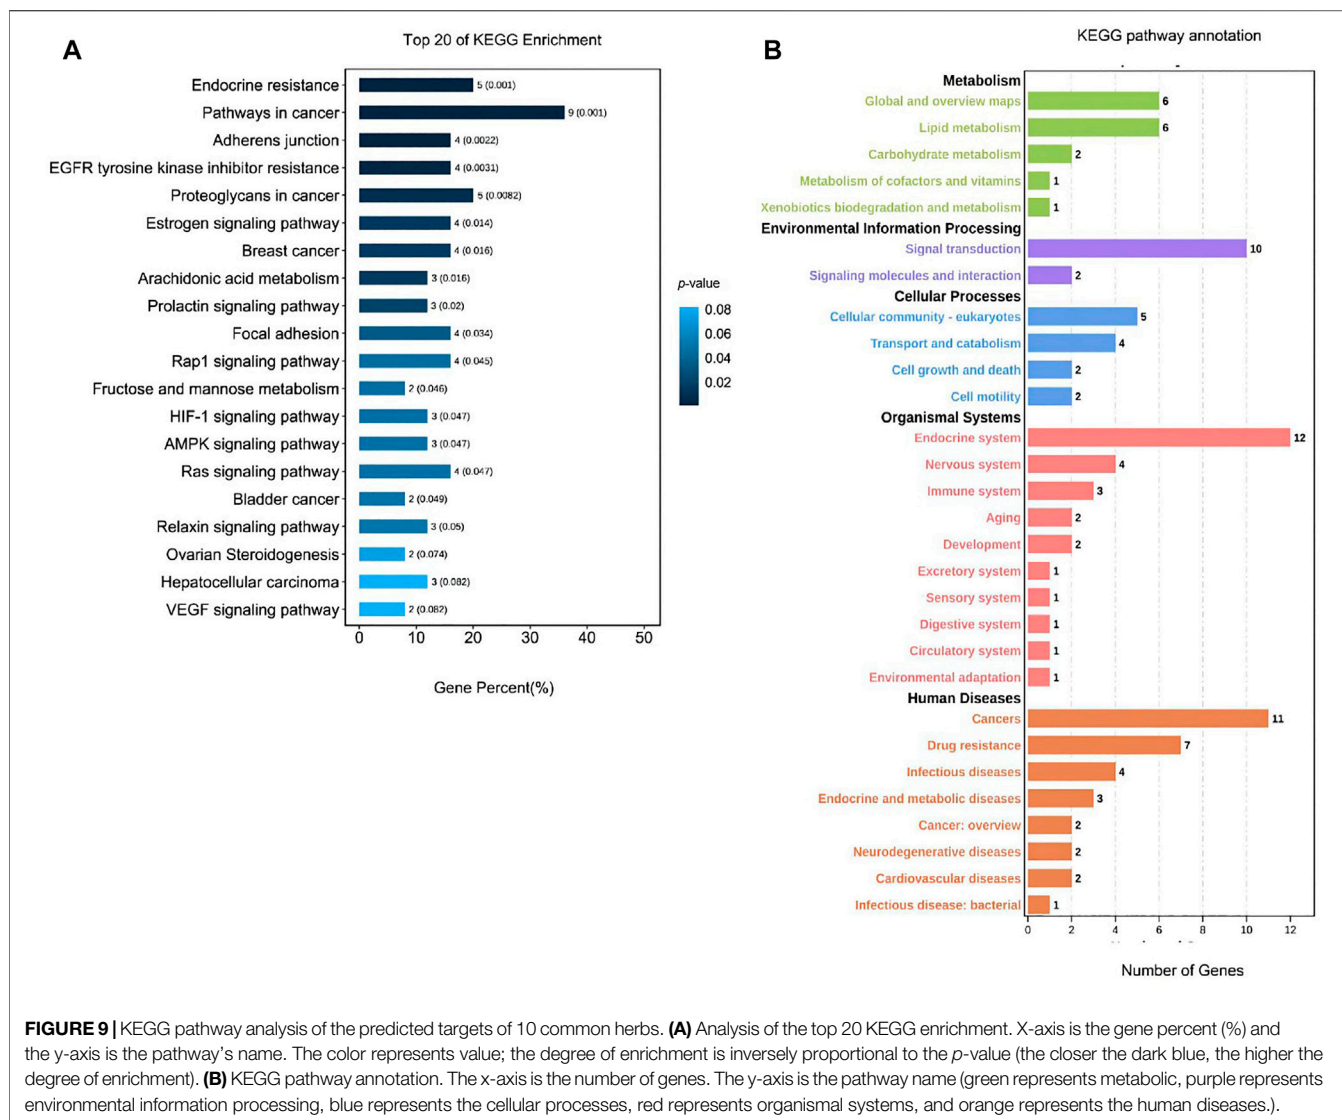 A
Top 20 of KEGG Enrichment
Endocrine resistance 5 (0.001)
Pathways in cancer 9 (0.001)
Adherens junction 4 (0.0022)
EGFR tyrosine kinase inhibitor resistance 4 (0.0031)
Proteoglycans in cancer 5 (0.0082)
Estrogen signaling pathway 4 (0.014)
Breast cancer 4 (0.016)
Arachidonic acid metabolism 3 (0.016)
Prolactin signaling pathway 3 (0.02)
Focal adhesion 4 (0.034)
Rap1 signaling pathway 4 (0.045)
Fructose and mannose metabolism 2 (0.046)
HIF-1 signaling pathway 3 (0.047)
AMPK signaling pathway 3 (0.047)
Ras signaling pathway 4 (0.047)
Bladder cancer 2 (0.049)
Relaxin signaling pathway 3 (0.05)
Ovarian Steroidogenesis 2 (0.074)
Hepatocellular carcinoma 3 (0.082)
VEGF signaling pathway 2 (0.082)
0 10 20 30 40 50
Gene Percent(%)
p-value
0.08
0.06
0.04
0.02
B
KEGG pathway annotation
Metabolism
Global and overview maps 6
Lipid metabolism 6
Carbohydrate metabolism 2
Metabolism of cofactors and vitamins 1
Xenobiotics biodegradation and metabolism 1
Environmental Information Processing
Signal transduction 10
Signaling molecules and interaction 2
Cellular Processes
Cellular community - eukaryotes 5
Transport and catabolism 4
Cell growth and death 2
Cell motility 2
Organismal Systems
Endocrine system 12
Nervous system 4
Immune system 3
Aging 2
Development 2
Excretory system 1
Sensory system 1
Digestive system 1
Circulatory system 1
Environmental adaptation 1
Human Diseases
Cancers 11
Drug resistance 7
Infectious diseases 4
Endocrine and metabolic diseases 3
Cancer: overview 2
Neurodegenerative diseases 2
Cardiovascular diseases 2
Infectious disease: bacterial 1
0 2 4 6 8 10 12
Number of Genes
FIGURE 9 | KEGG pathway analysis of the predicted targets of 10 common herbs. (A) Analysis of the top 20 KEGG enrichment. X-axis is the gene percent (%) and
the y-axis is the pathway's name. The color represents value; the degree of enrichment is inversely proportional to the p-value (the closer the dark blue, the higher the
degree of enrichment). (B) KEGG pathway annotation. The x-axis is the number of genes. The y-axis is the pathway name (green represents metabolic, purple represents
environmental information processing, blue represents the cellular processes, red represents organismal systems, and orange represents the human diseases.).